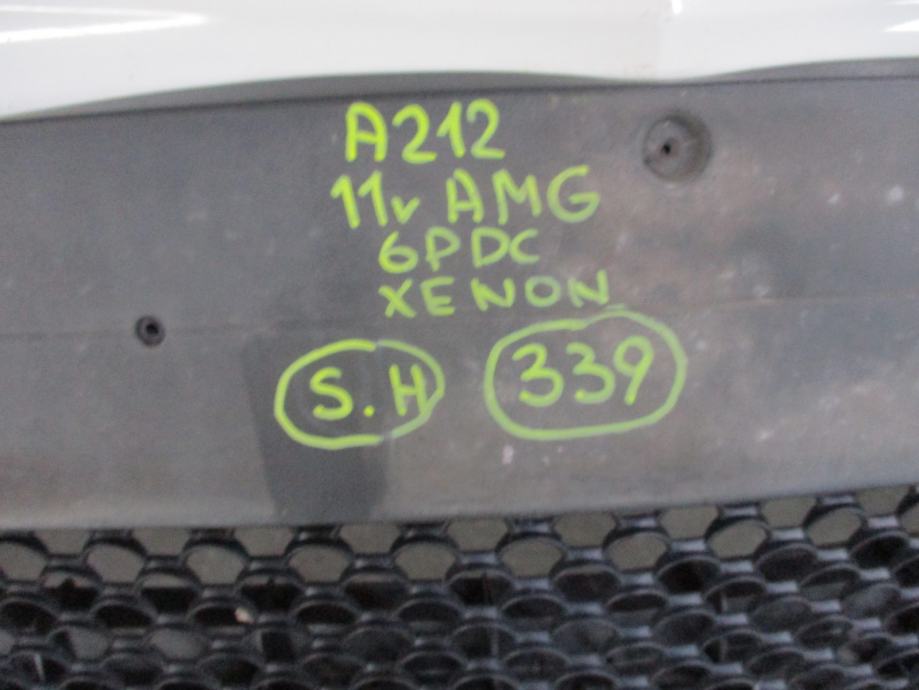 A212
11v AMG
6PDC
XENON
S.H 339